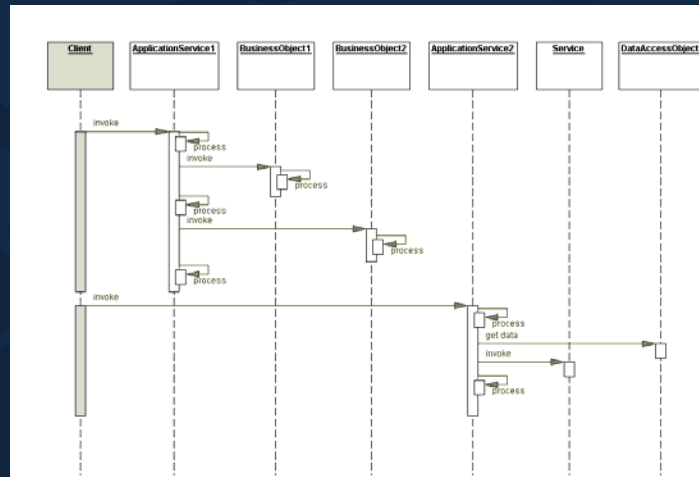 Client
ApplicationService1
BusinessObject1
BusinessObject2
ApplicationService2
Service
DataAccessObject
invoke
process
invoke
process
process
invoke
process
process
invoke
process
get data
invoke
process